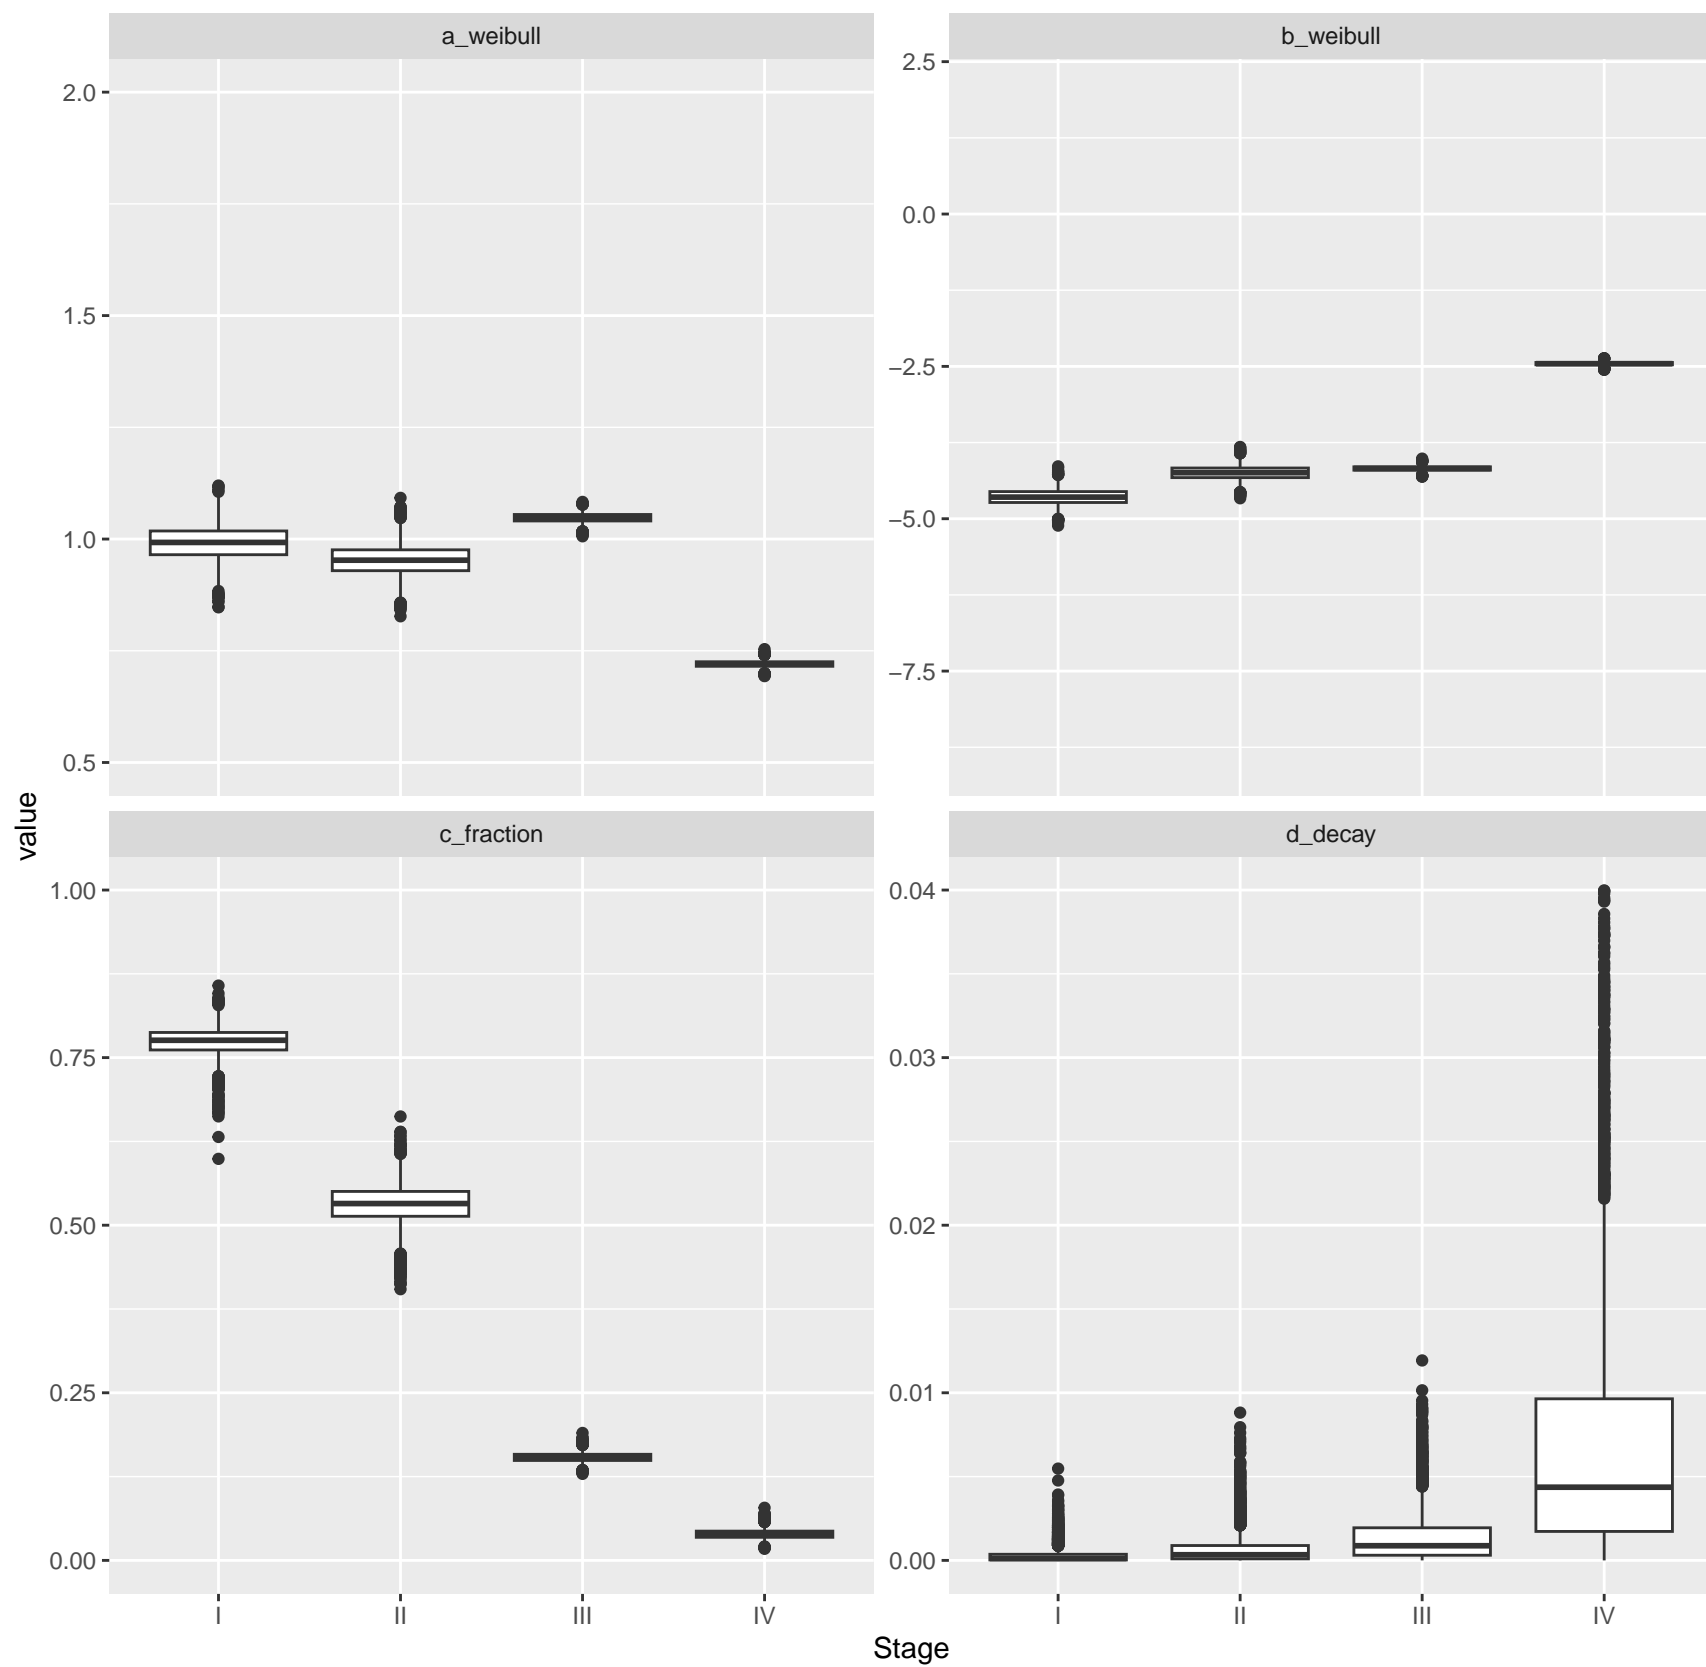 a_weibull
b_weibull
2.0
1.5
1.0
0.5
2.5
0.0
−2.5
−5.0
−7.5
value
c_fraction
d_decay
1.00
0.75
0.50
0.25
0.00
0.04
0.03
0.02
0.01
0.00
I II III IV
I II III IV
Stage